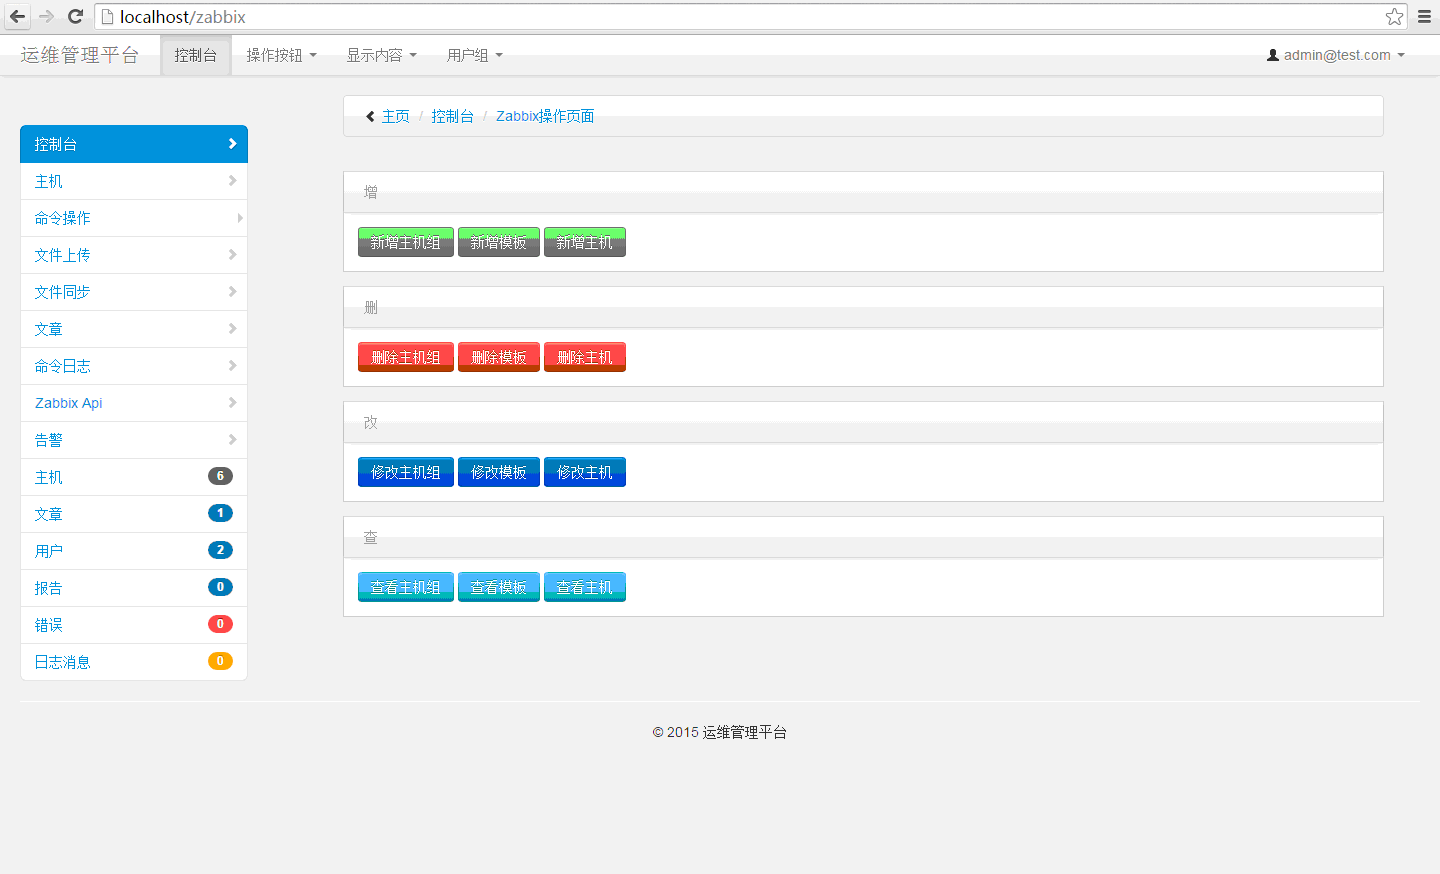 localhost/zabbix
运维管理平台 控制台 操作按钮 显示内容 用户组 admin@test.com
主页 / 控制台 / Zabbix操作页面
控制台
主机
命令操作
文件上传
文件同步
文章
命令日志
Zabbix Api
告警
主机 6
文章 1
用户 2
报告 0
错误 0
日志消息 0
增
新增主机组 新增模板 新增主机
删
删除主机组 删除模板 删除主机
改
修改主机组 修改模板 修改主机
查
查看主机组 查看模板 查看主机
© 2015 运维管理平台